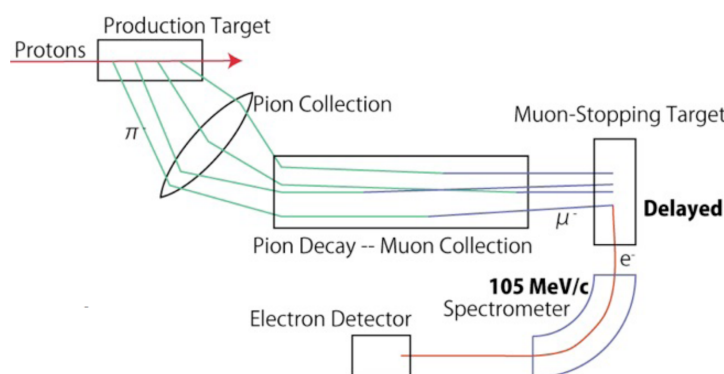 Production Target
Protons
Pion Collection
π-
Muon-Stopping Target
Delayed
μ-
Pion Decay -- Muon Collection
e-
105 MeV/c
Spectrometer
Electron Detector